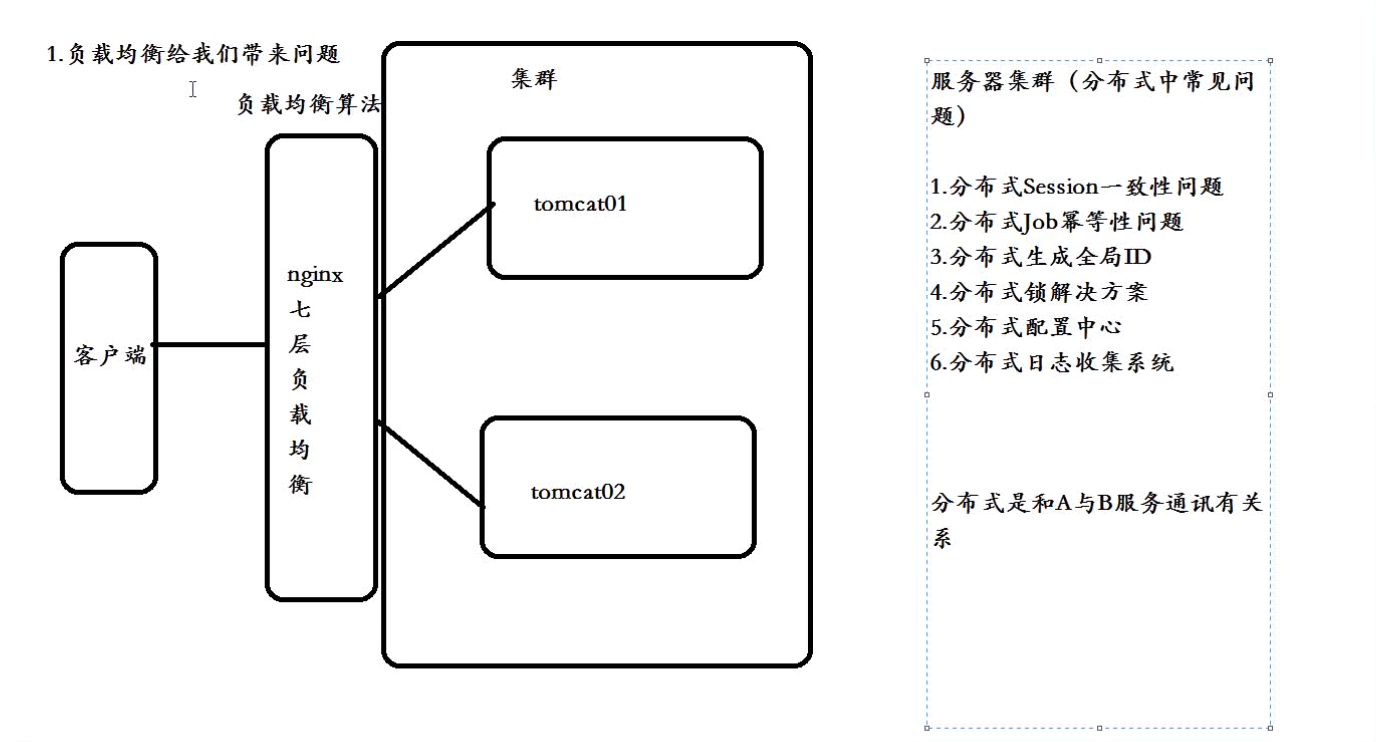 1.负载均衡给我们带来问题
负载均衡算法
集群
tomcat01
nginx
七
层
负
载
均
衡
客户端
tomcat02
服务器集群（分布式中常见问
题）
1.分布式Session一致性问题
2.分布式Job幂等性问题
3.分布式生成全局ID
4.分布式锁解决方案
5.分布式配置中心
6.分布式日志收集系统
分布式是和A与B服务通讯有关
系